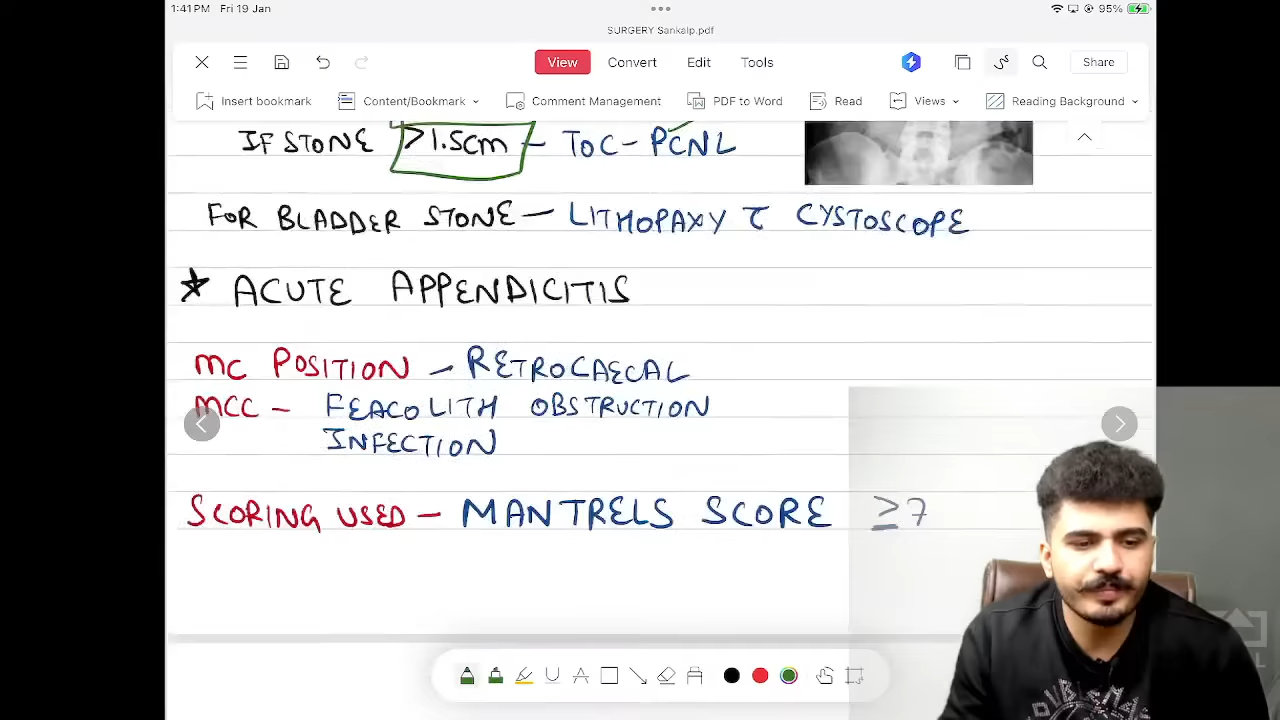 1:41 PM Fri 19 Jan
95%
SURGERY Sankalp.pdf
View Convert Edit Tools Share
Insert bookmark Content/Bookmark Comment Management PDF to Word Read Views Reading Background
IF STONE >1.5cm - TOC - PCNL
FOR BLADDER STONE - LITHOPAXY c̄ CYSTOSCOPE
★ ACUTE APPENDICITIS
MC POSITION - RETROCAECAL
MCC - FEACOLITH OBSTRUCTION
INFECTION
SCORING USED - MANTRELS SCORE ≥7